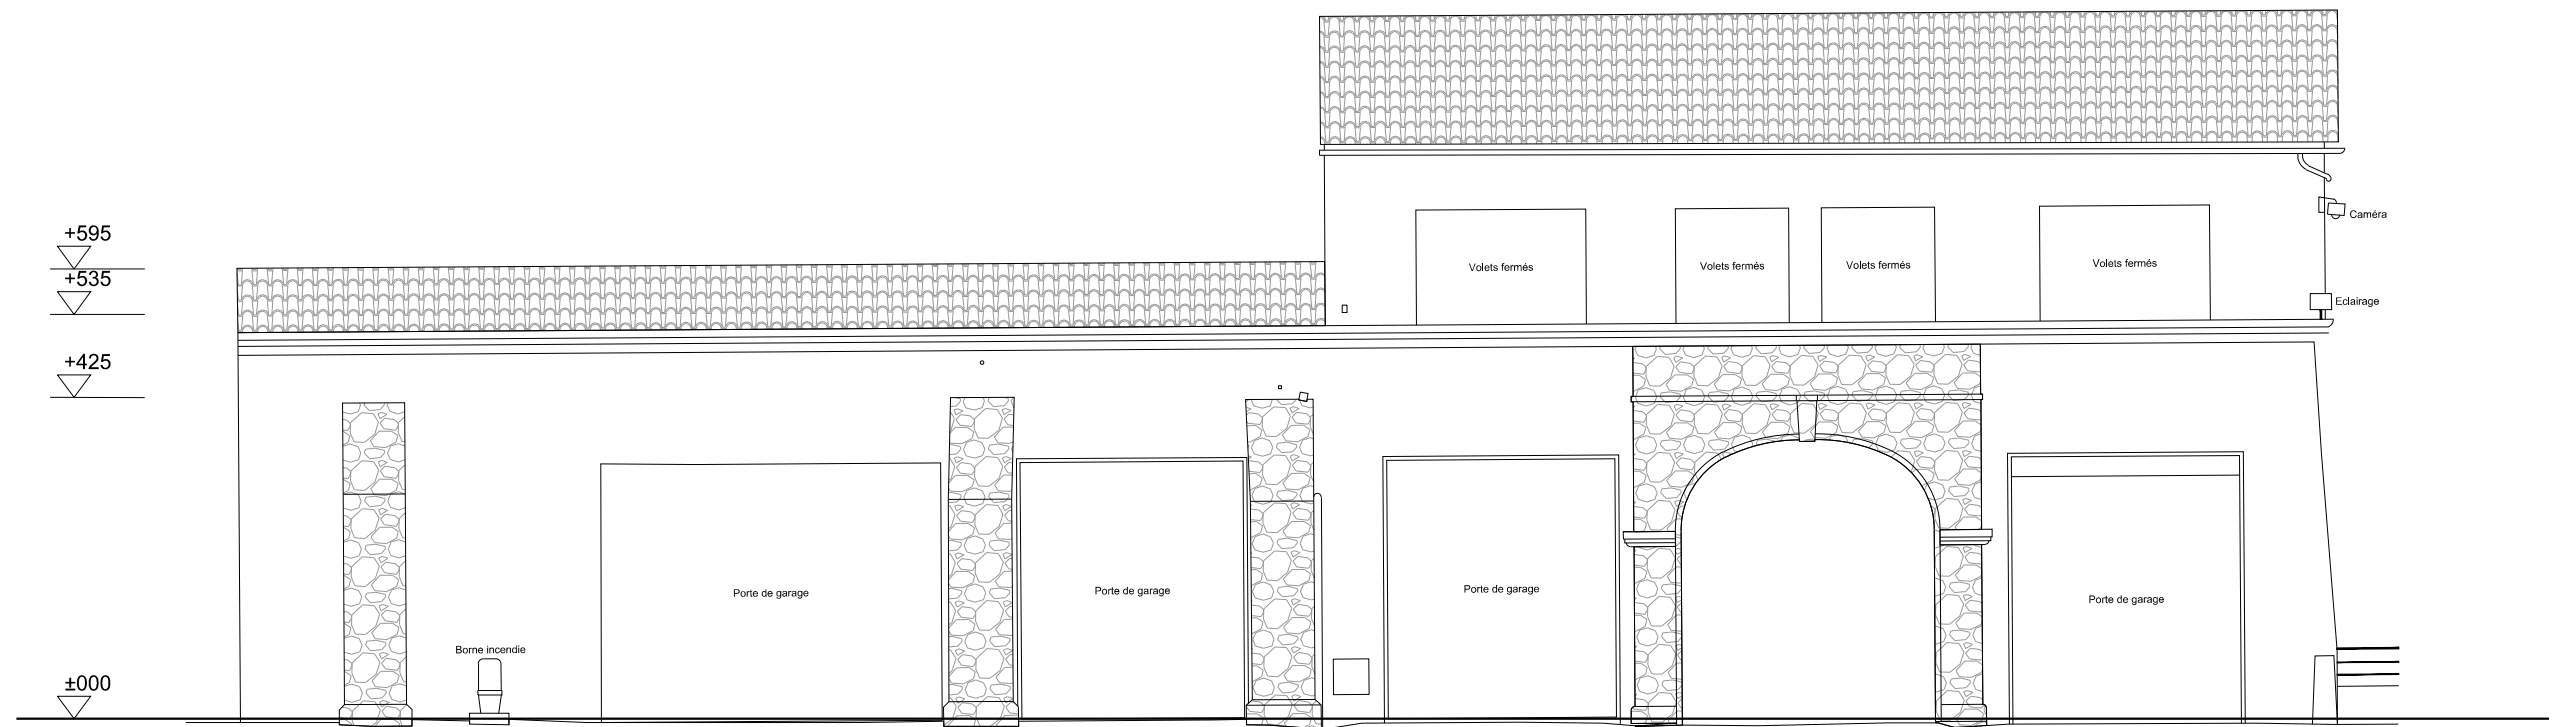 Caméra
+595
Volets fermés
Volets fermés
Volets fermés
Volets fermés
+535
Eclairage
+425
Porte de garage
Porte de garage
Porte de garage
Porte de garage
Borne incendie
±000